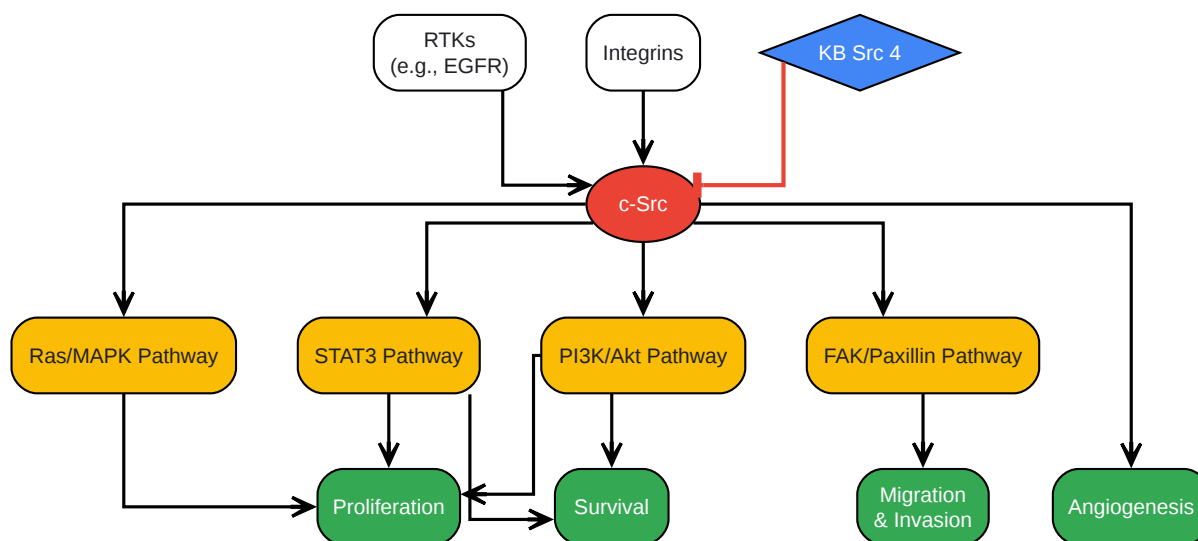 RTKs
(e.g., EGFR)
Integrins
KB Src 4
c-Src
Ras/MAPK Pathway
STAT3 Pathway
PI3K/Akt Pathway
FAK/Paxillin Pathway
Proliferation
Survival
Migration
& Invasion
Angiogenesis